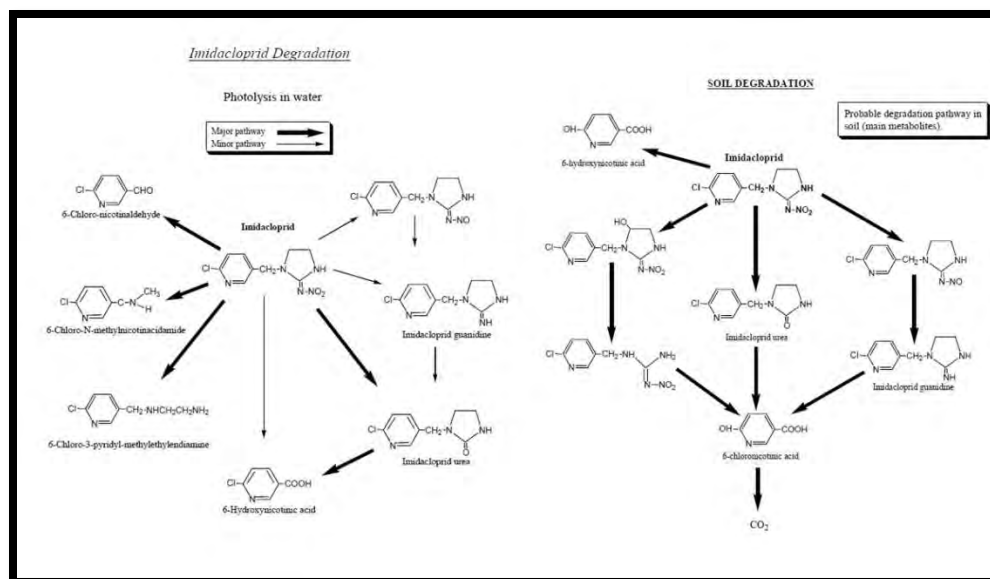 Imidacloprid Degradation
Photolysis in water
Major pathway
Minor pathway
Cl
N
CHO
6-Chloro-nicotinaldehyde
Cl
N
CH2
N
NH
N-NO
Imidacloprid
Cl
N
CH2
N
NH
N-NO2
Cl
N
C
N
CH3
H
6-Chloro-N-methylnicotinacidamide
Cl
N
CH2
N
NH
NH
Imidacloprid guanidine
Cl
N
CH2-NHCH2CH2NH2
6-Chloro-3-pyridyl-methylethylendiamine
Cl
N
CH2
N
NH
O
Imidacloprid urea
Cl
N
COOH
6-Hydroxynicotinic acid
SOIL DEGRADATION
Probable degradation pathway in
soil (main metabolites).
OH
N
COOH
6-hydroxynicotinic acid
Imidacloprid
Cl
N
CH2
N
NH
N-NO2
HO
Cl
N
CH2
N
NH
N-NO2
Cl
N
CH2
N
NH
O
Imidacloprid urea
Cl
N
CH2
N
NH
N-NO
Cl
N
CH2NH
NH2
N-NO2
Cl
N
CH2
N
NH
NH
Imidacloprid guanidine
OH
N
COOH
6-chloronicotinic acid
CO2